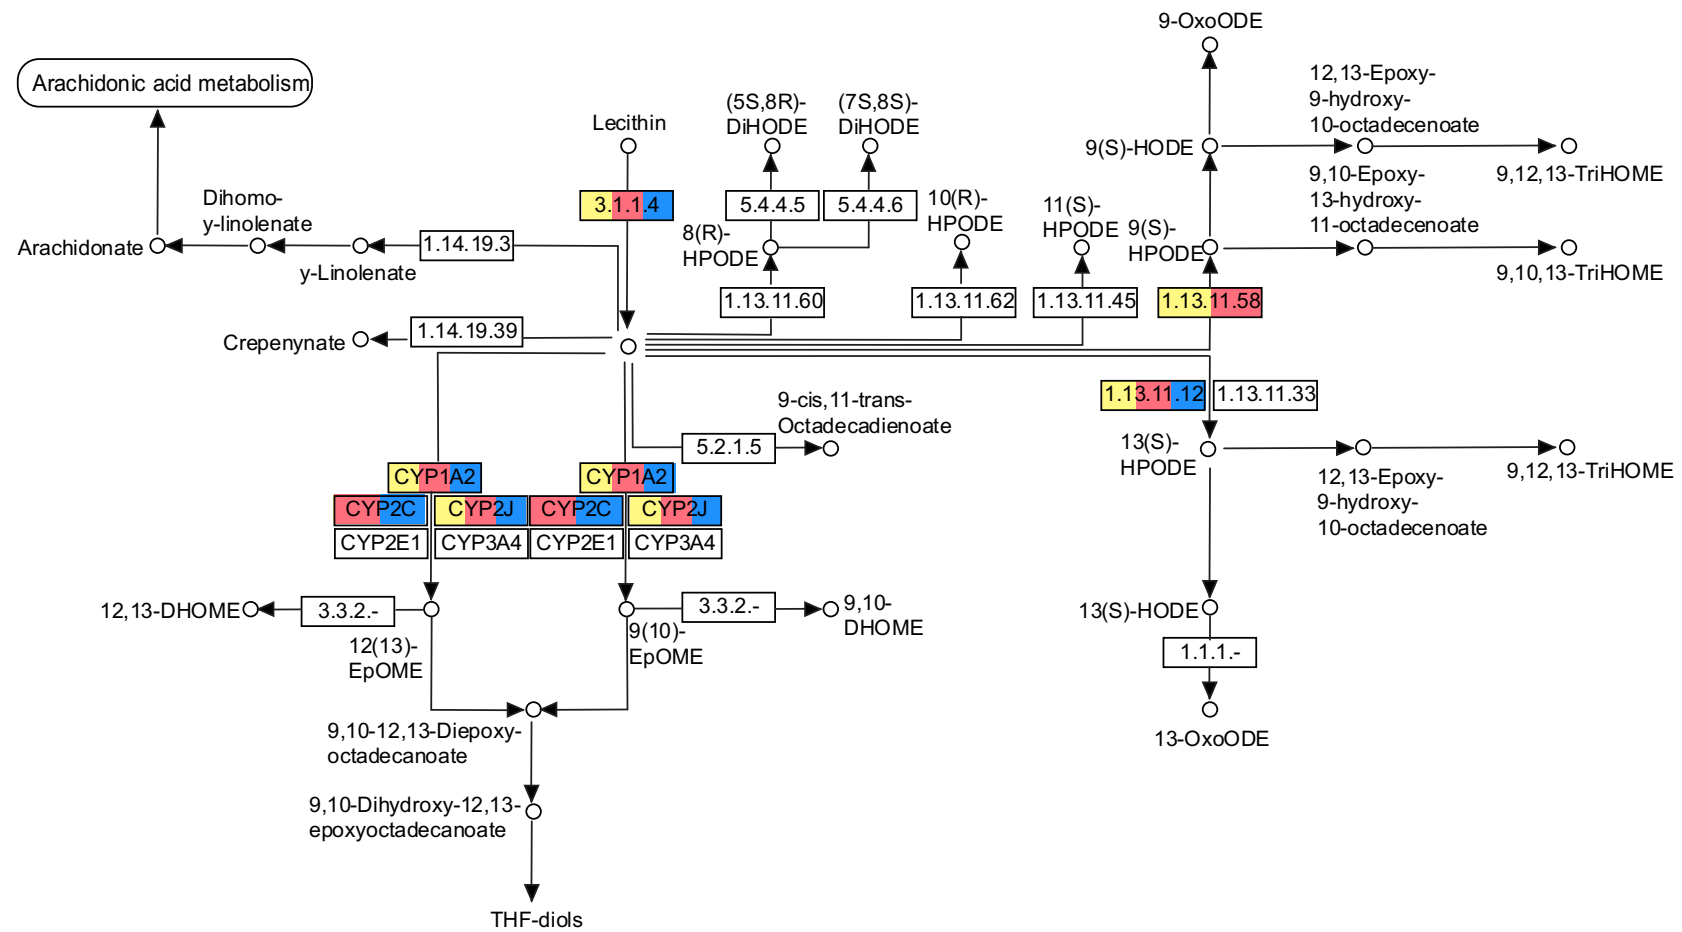 9-OxoODE
Arachidonic acid metabolism
12,13-Epoxy-
9-hydroxy-
10-octadecenoate
Lecithin
(5S,8R)-
DiHODE
(7S,8S)-
DiHODE
9(S)-HODE
9,12,13-TriHOME
Dihomo-
y-linolenate
3.1.1.4
5.4.4.5
5.4.4.6
10(R)-
HPODE
11(S)-
HPODE
9(S)-
HPODE
9,10-Epoxy-
13-hydroxy-
11-octadecenoate
Arachidonate
1.14.19.3
8(R)-
HPODE
y-Linolenate
9,10,13-TriHOME
1.13.11.60
1.13.11.62
1.13.11.45
1.13.11.58
Crepenynate
1.14.19.39
1.13.11.12
1.13.11.33
9-cis,11-trans-
Octadecadienoate
5.2.1.5
13(S)-
HPODE
12,13-Epoxy-
9-hydroxy-
10-octadecenoate
9,12,13-TriHOME
CYP1A2
CYP1A2
CYP2C
CYP2J
CYP2C
CYP2J
CYP2E1
CYP3A4
CYP2E1
CYP3A4
12,13-DHOME
3.3.2.-
3.3.2.-
9,10-
DHOME
13(S)-HODE
12(13)-
EpOME
9(10)-
EpOME
1.1.1.-
9,10-12,13-Diepoxy-
octadecanoate
13-OxoODE
9,10-Dihydroxy-12,13-
epoxyoctadecanoate
THF-diols